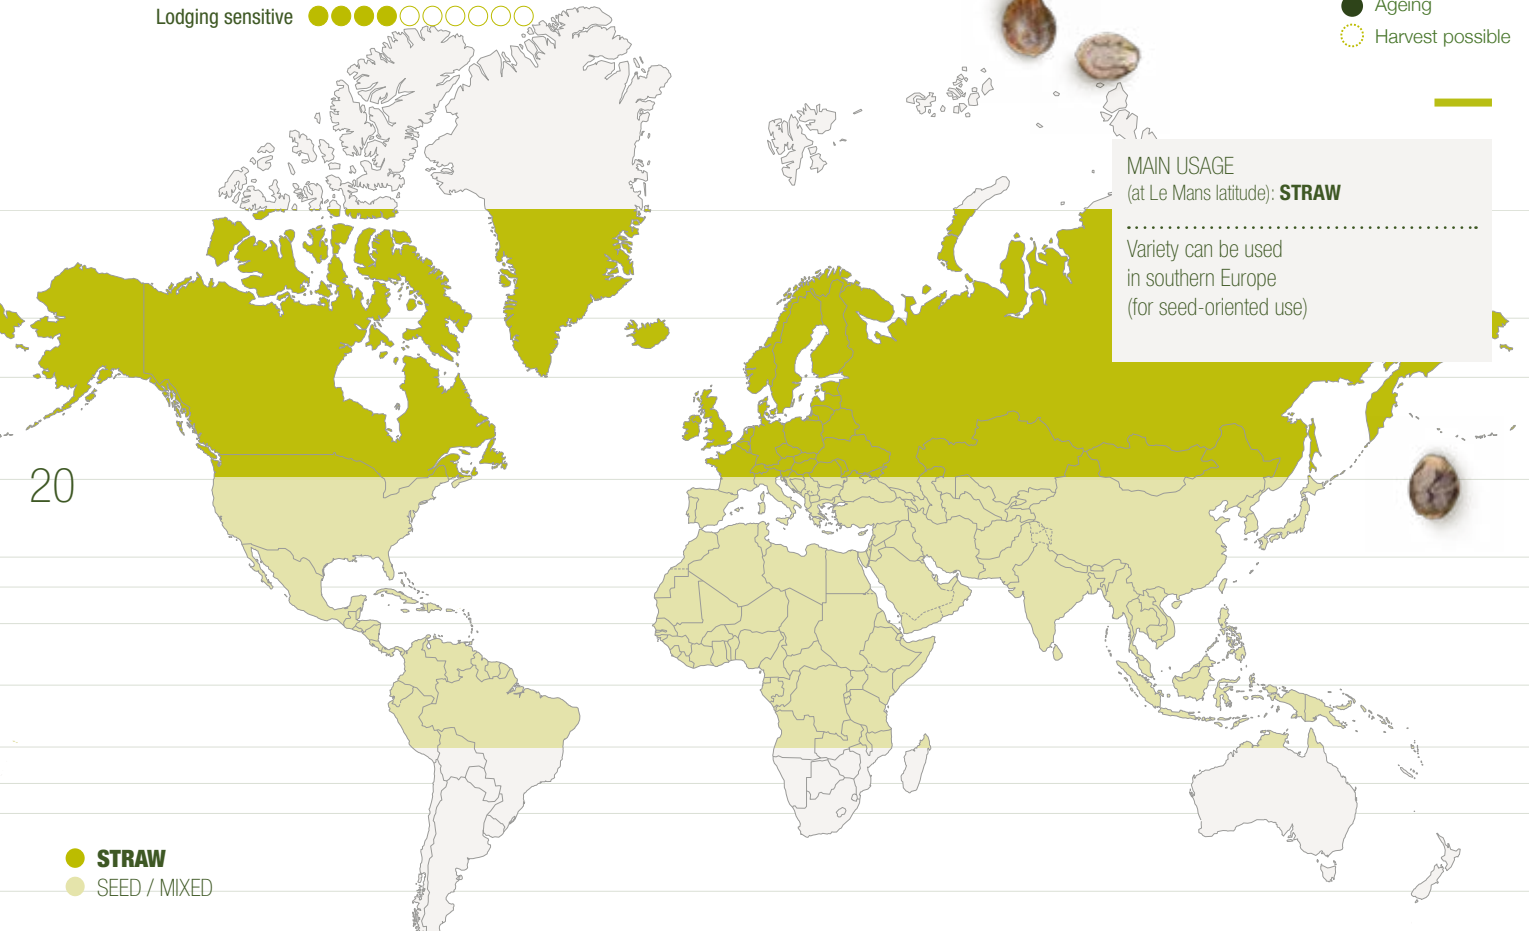 Lodging sensitive
Ageing
Harvest possible
MAIN USAGE
(at Le Mans latitude): STRAW
Variety can be used
in southern Europe
(for seed-oriented use)
20
STRAW
SEED / MIXED